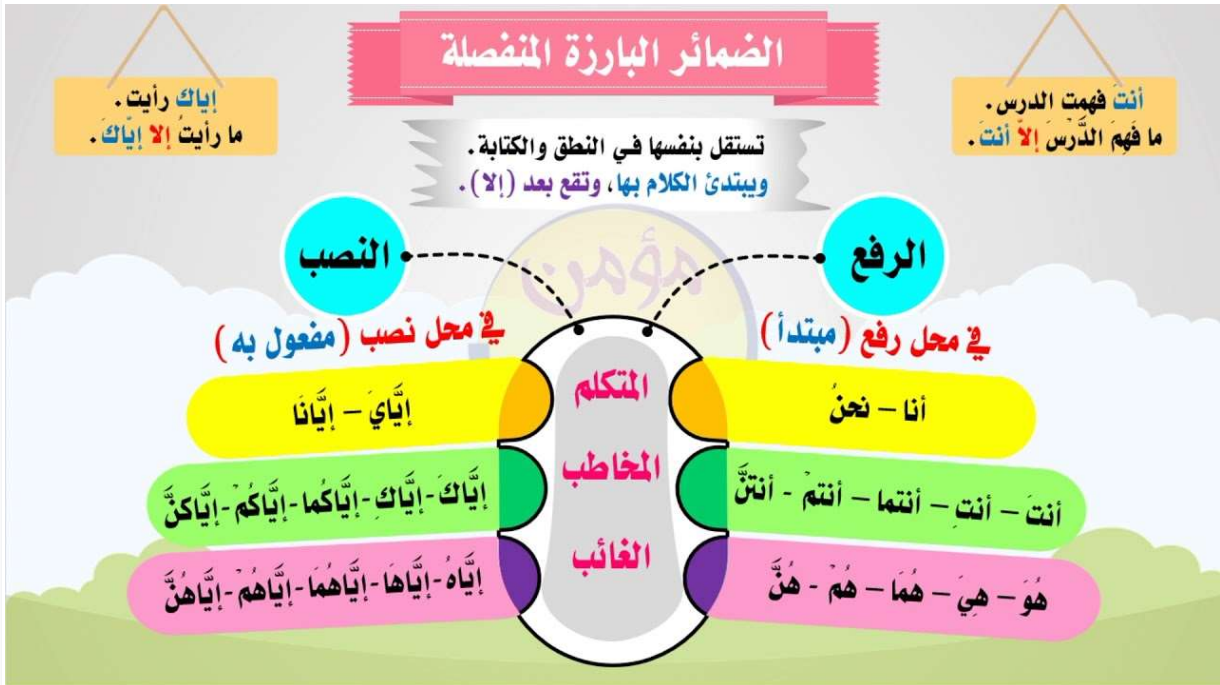 الضمائر البارزة المنفصلة
أنتَ فهمت الدرس.
ما فَهِمَ الدَّرْسَ إلاّ أنتَ.
إياك رأيت.
ما رأيتُ إلا إيّاكَ.
تستقل بنفسها في النطق والكتابة.
ويبتدئ الكلام بها، وتقع بعد (إلا).
مؤمن
الرفع
النصب
في محل رفع (مبتدأ)
في محل نصب (مفعول به)
المتكلم
أنا – نحنُ
إيَّايَ – إيَّانَا
المخاطب
أنتَ – أنتِ – أنتما – أنتمْ - أنتنَّ
إيَّاكَ-إيَّاكِ-إيَّاكُما-إيَّاكُمْ-إيَّاكنَّ
الغائب
هُوَ – هِيَ – هُمَا – هُمْ - هُنَّ
إيَّاهُ-إيَّاهَا-إيَّاهُمَا-إيَّاهُمْ-إيَّاهُنَّ